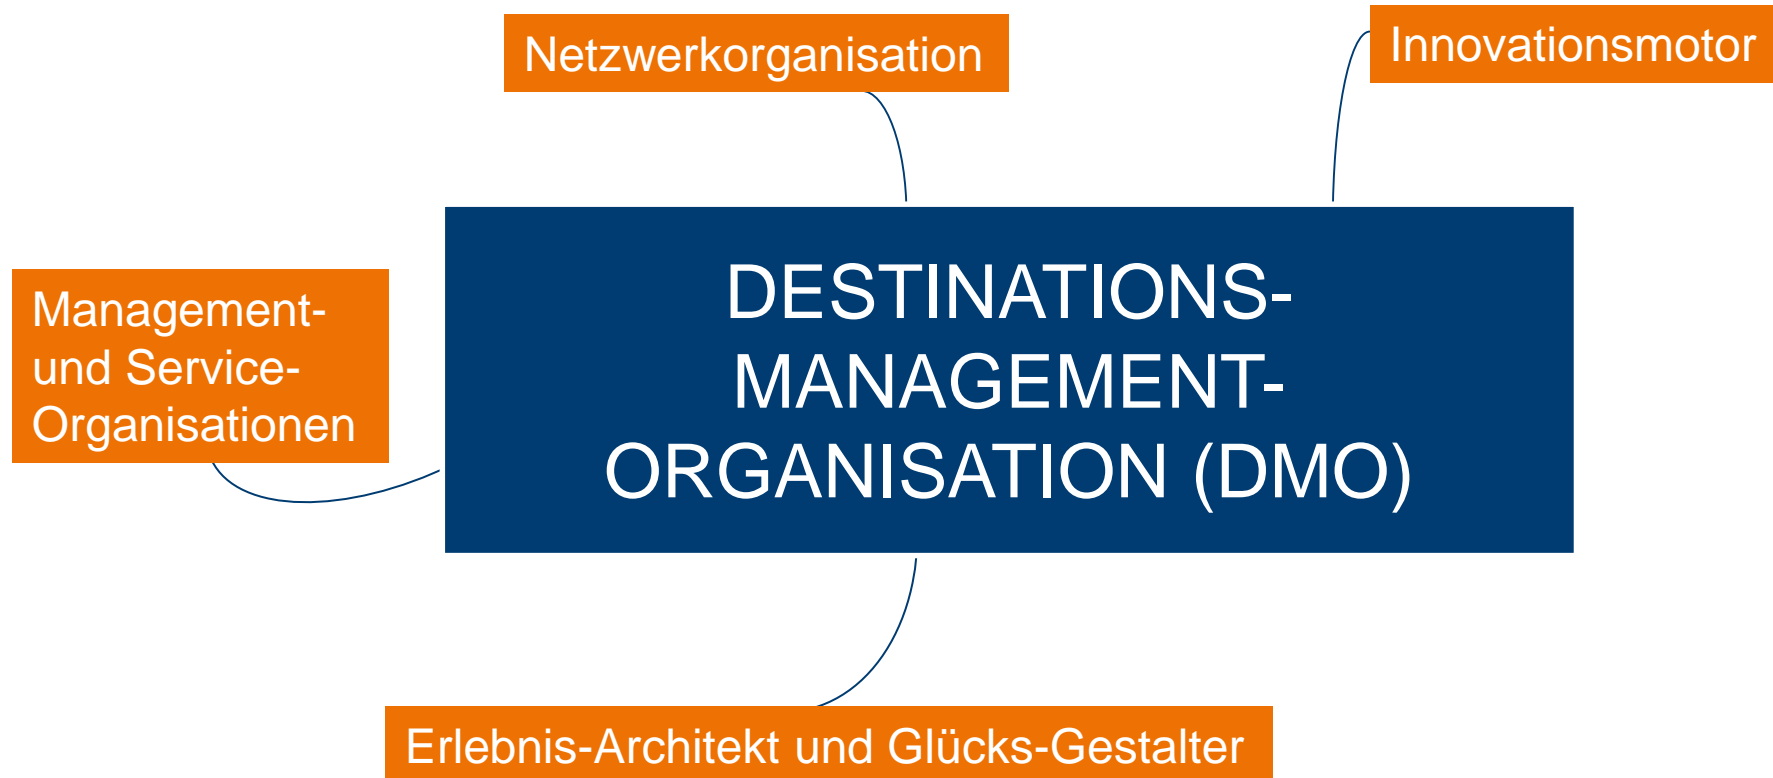 Netzwerkorganisation
Innovationsmotor
Management-
und Service-
Organisationen
DESTINATIONS-
MANAGEMENT-
ORGANISATION (DMO)
Erlebnis-Architekt und Glücks-Gestalter